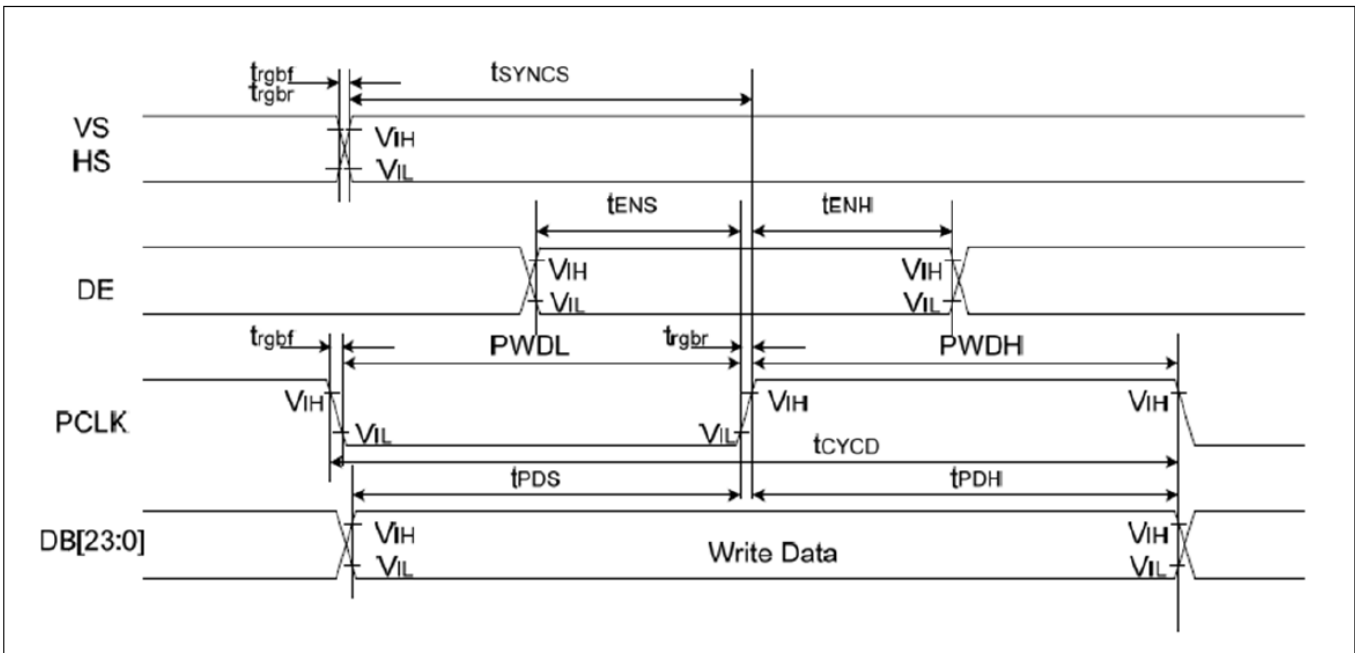 trgbf
trgbr
tSYNCS
VS
HS
VIH
VIL
tENS
tENH
DE
VIH
VIL
VIH
VIL
trgbf
PWDL
trgbr
PWDH
PCLK
VIH
VIL
VIL
VIH
VIH
tCYCD
tPDS
tPDH
DB[23:0]
VIH
VIL
Write Data
VIH
VIL